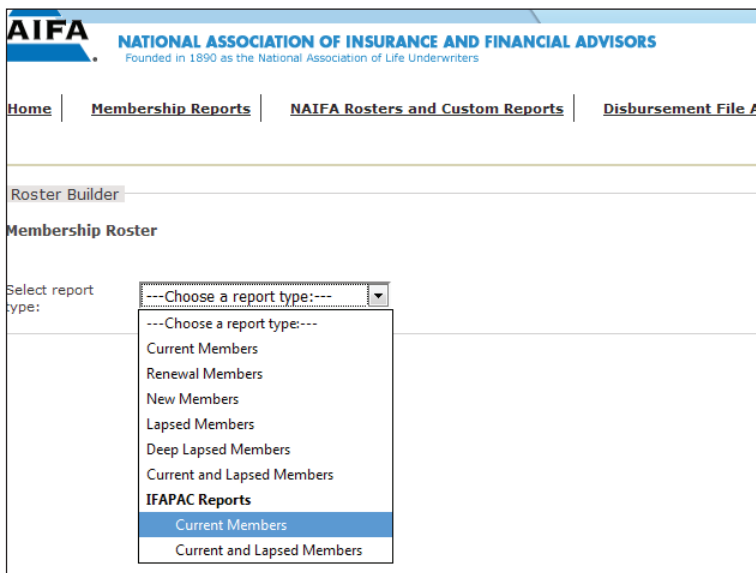 AIFA
NATIONAL ASSOCIATION OF INSURANCE AND FINANCIAL ADVISORS
Founded in 1890 as the National Association of Life Underwriters
Home Membership Reports NAIFA Rosters and Custom Reports Disbursement File A
Roster Builder
Membership Roster
Select report
type:
---Choose a report type:---
---Choose a report type:---
Current Members
Renewal Members
New Members
Lapsed Members
Deep Lapsed Members
Current and Lapsed Members
IFAPAC Reports
Current Members
Current and Lapsed Members